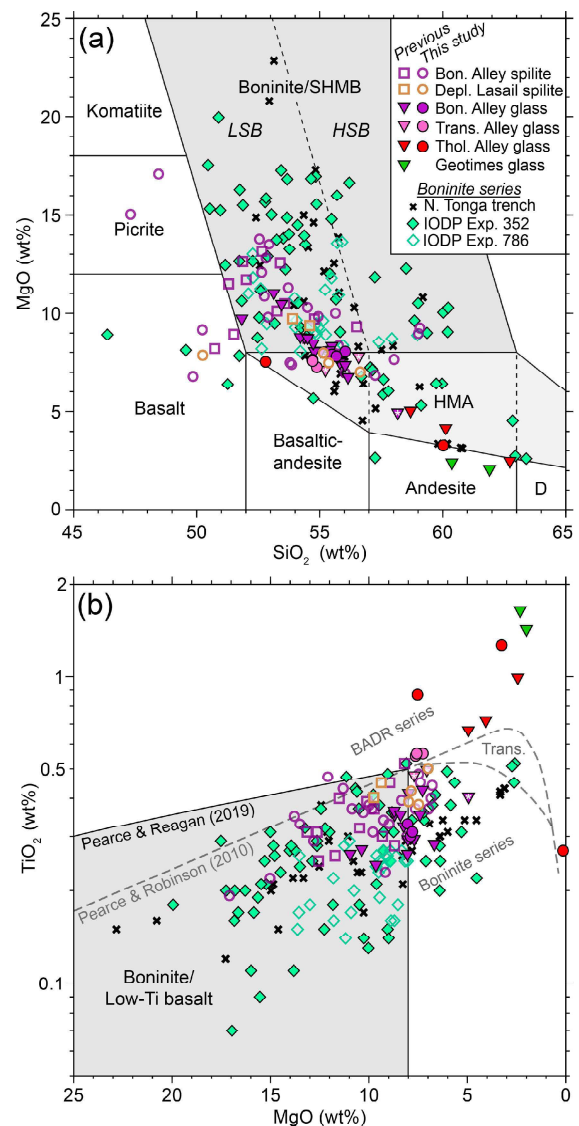 (a)
Previous
This study
Bon. Alley spilite
Depl. Lasail spilite
Bon. Alley glass
Trans. Alley glass
Thol. Alley glass
Geotimes glass
Boninite series
N. Tonga trench
IODP Exp. 352
IODP Exp. 786
Boninite/SHMB
LSB
HSB
Komatiite
Picrite
Basalt
Basaltic-
andesite
HMA
Andesite
D
25
20
15
10
5
0
MgO (wt%)
45 50 55 60 65
SiO₂ (wt%)
(b)
2
1
0.5
0.1
TiO₂ (wt%)
BADR series
Trans.
Pearce & Reagan (2019)
Pearce & Robinson (2010)
Boninite series
Boninite/
Low-Ti basalt
25 20 15 10 5 0
MgO (wt%)